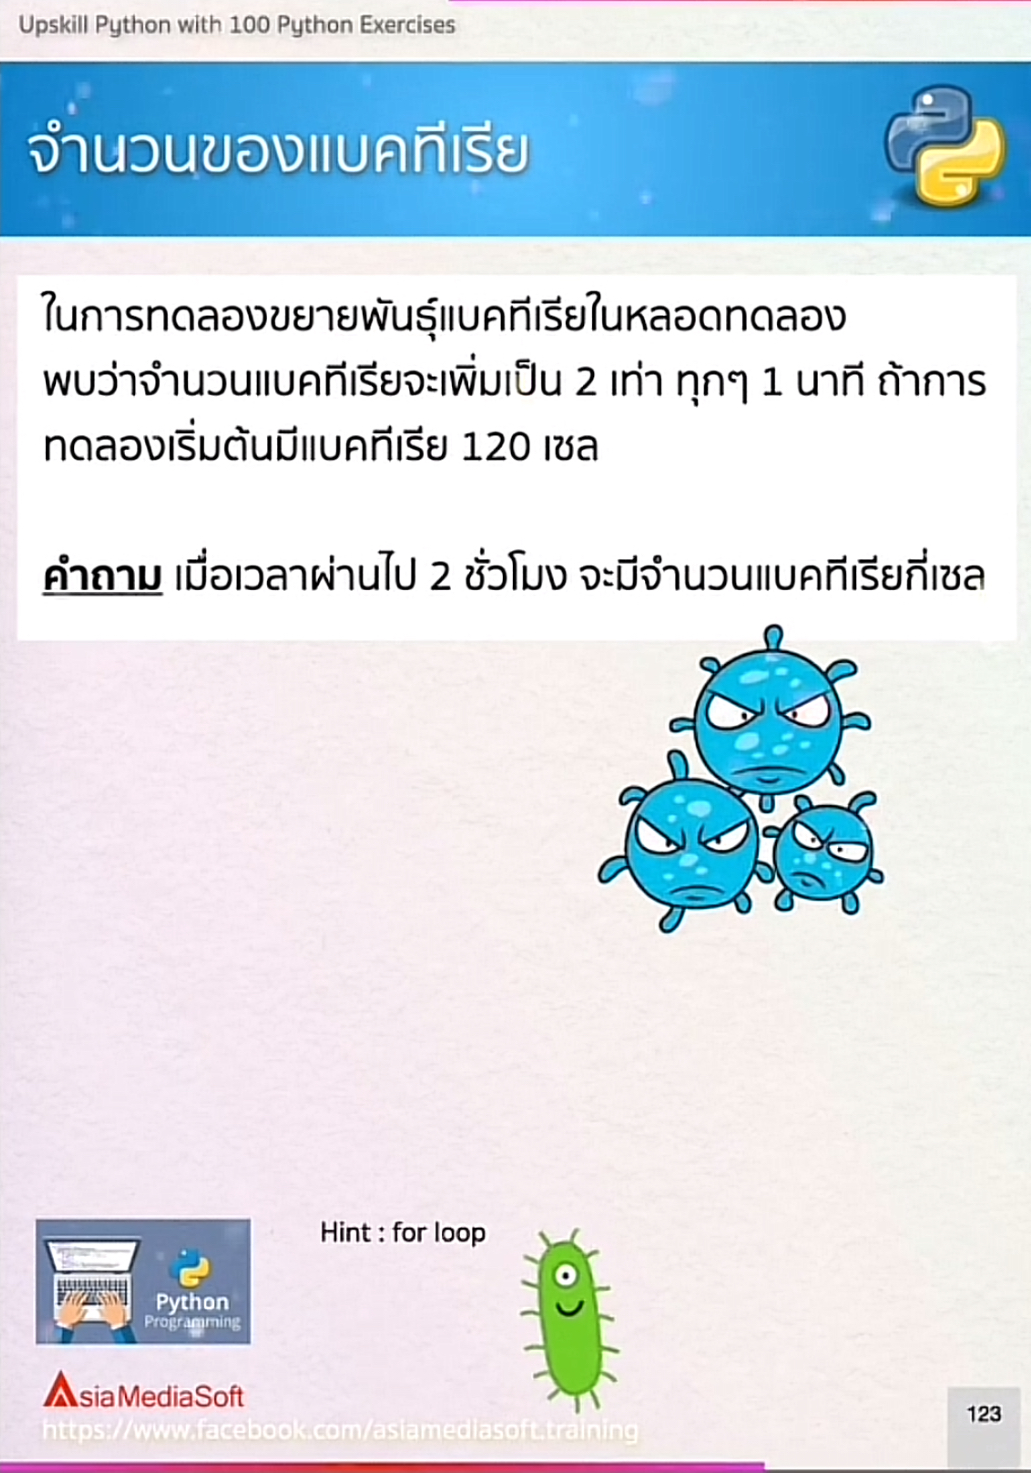 Upskill Python with 100 Python Exercises
จำนวนของแบคทีเรีย
ในการทดลองขยายพันธุ์แบคทีเรียในหลอดทดลอง
พบว่าจำนวนแบคทีเรียจะเพิ่มเป็น 2 เท่า ทุกๆ 1 นาที ถ้าการ
ทดลองเริ่มต้นมีแบคทีเรีย 120 เซล
คำถาม เมื่อเวลาผ่านไป 2 ชั่วโมง จะมีจำนวนแบคทีเรียกี่เซล
Hint : for loop
Python
Programming
AsiaMediaSoft
https://www.facebook.com/asiamediasoft.training
123